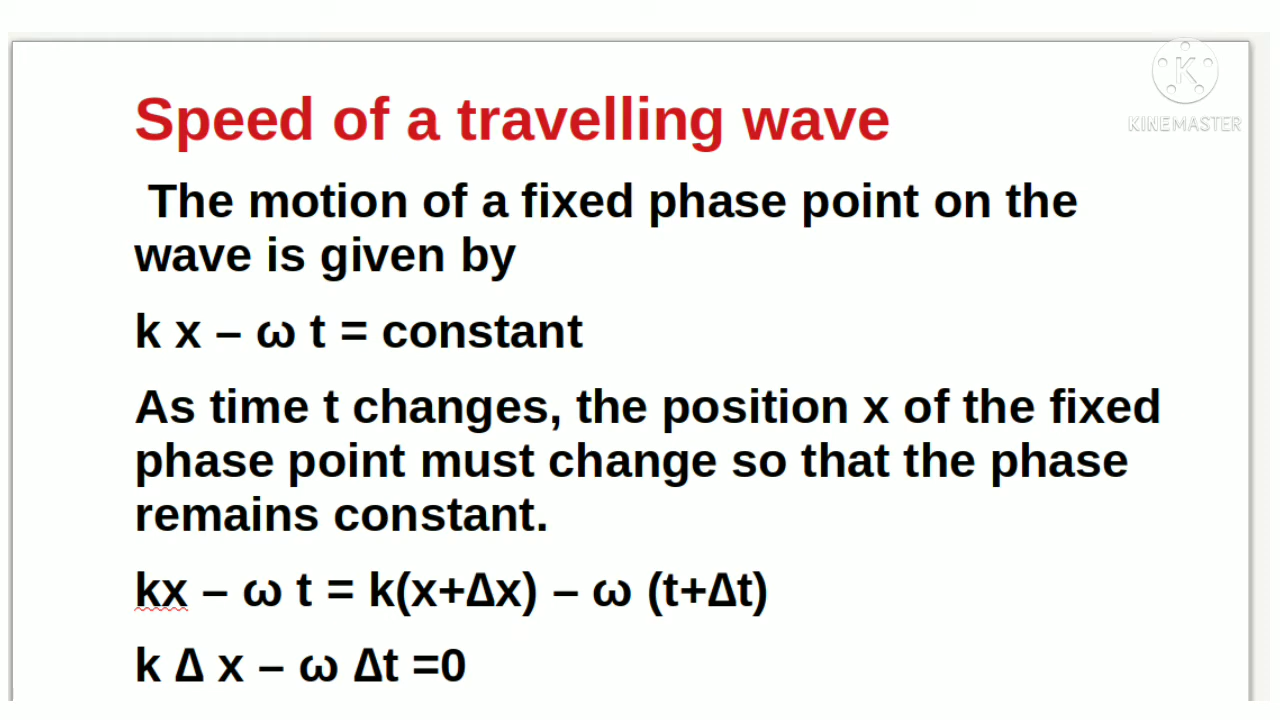 K
KINEMASTER
Speed of a travelling wave
The motion of a fixed phase point on the
wave is given by
k x – ω t = constant
As time t changes, the position x of the fixed
phase point must change so that the phase
remains constant.
kx – ω t = k(x+Δx) – ω (t+Δt)
k Δ x – ω Δt =0